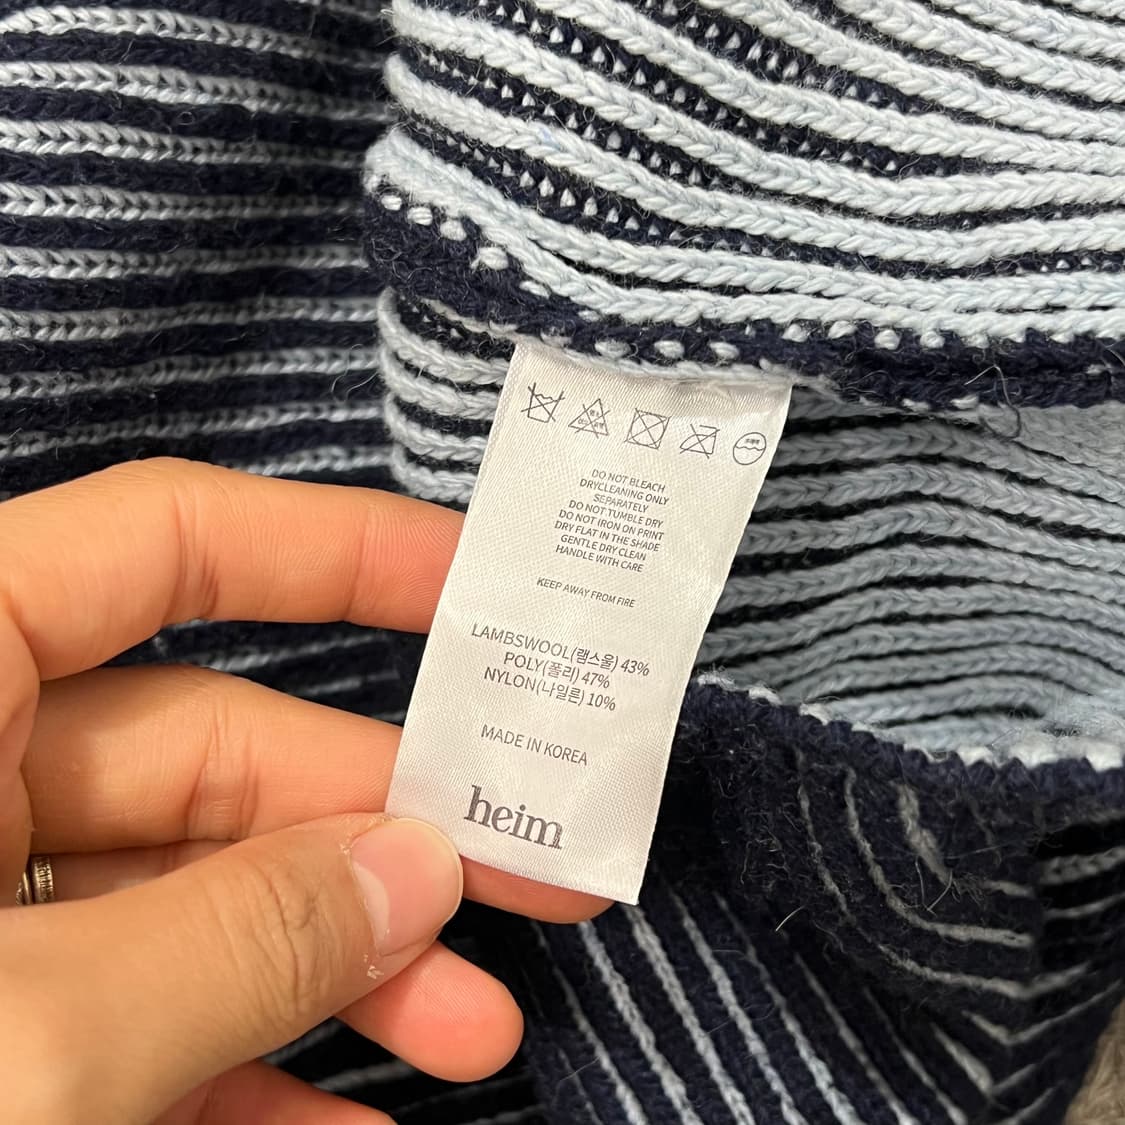 DO NOT BLEACH
DRYCLEANING ONLY
SEPARATELY
DO NOT TUMBLE DRY
DO NOT IRON ON PRINT
DRY FLAT IN THE SHADE
GENTLE DRY CLEAN
HANDLE WITH CARE
KEEP AWAY FROM FIRE
LAMBSWOOL(램스울) 43%
POLY(폴리) 47%
NYLON(나일론) 10%
MADE IN KOREA
heim